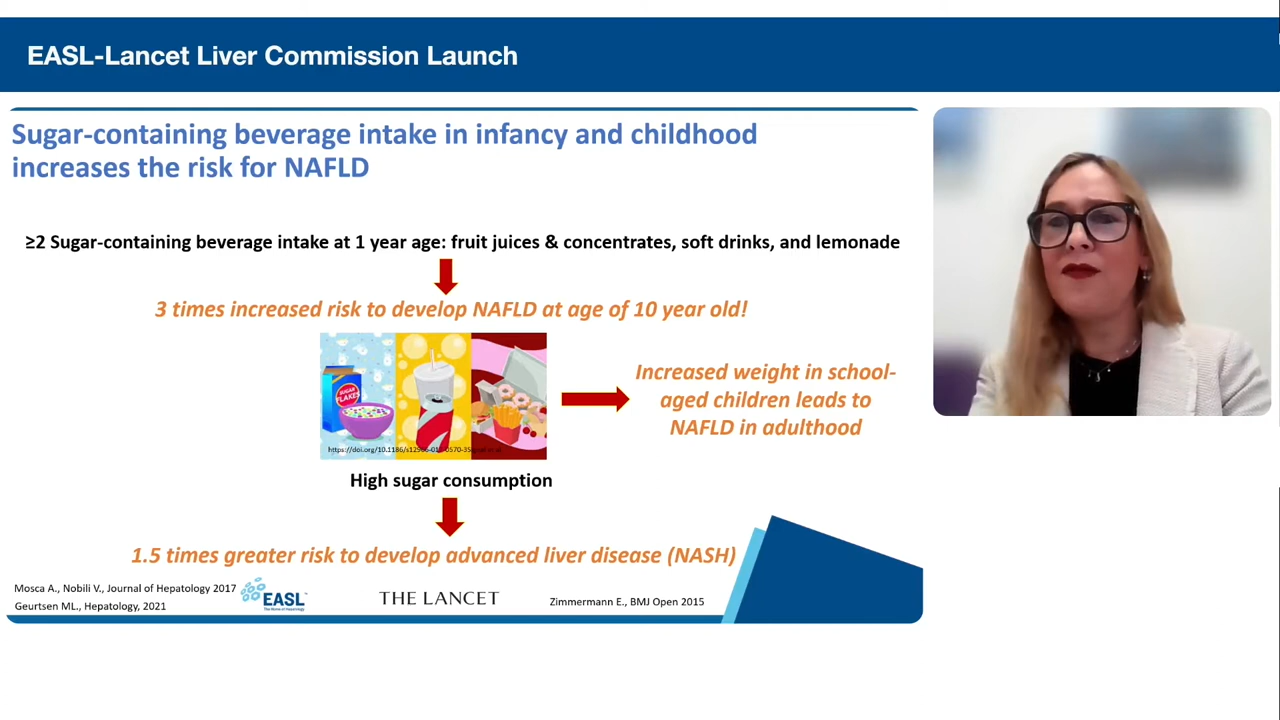 EASL-Lancet Liver Commission Launch
Sugar-containing beverage intake in infancy and childhood
increases the risk for NAFLD
≥2 Sugar-containing beverage intake at 1 year age: fruit juices & concentrates, soft drinks, and lemonade
3 times increased risk to develop NAFLD at age of 10 year old!
SUGAR
FLAKES
Increased weight in school-
aged children leads to
NAFLD in adulthood
High sugar consumption
1.5 times greater risk to develop advanced liver disease (NASH)
Mosca A., Nobili V., Journal of Hepatology 2017
Geurtsen ML., Hepatology, 2021
EASL
THE LANCET
Zimmermann E., BMJ Open 2015